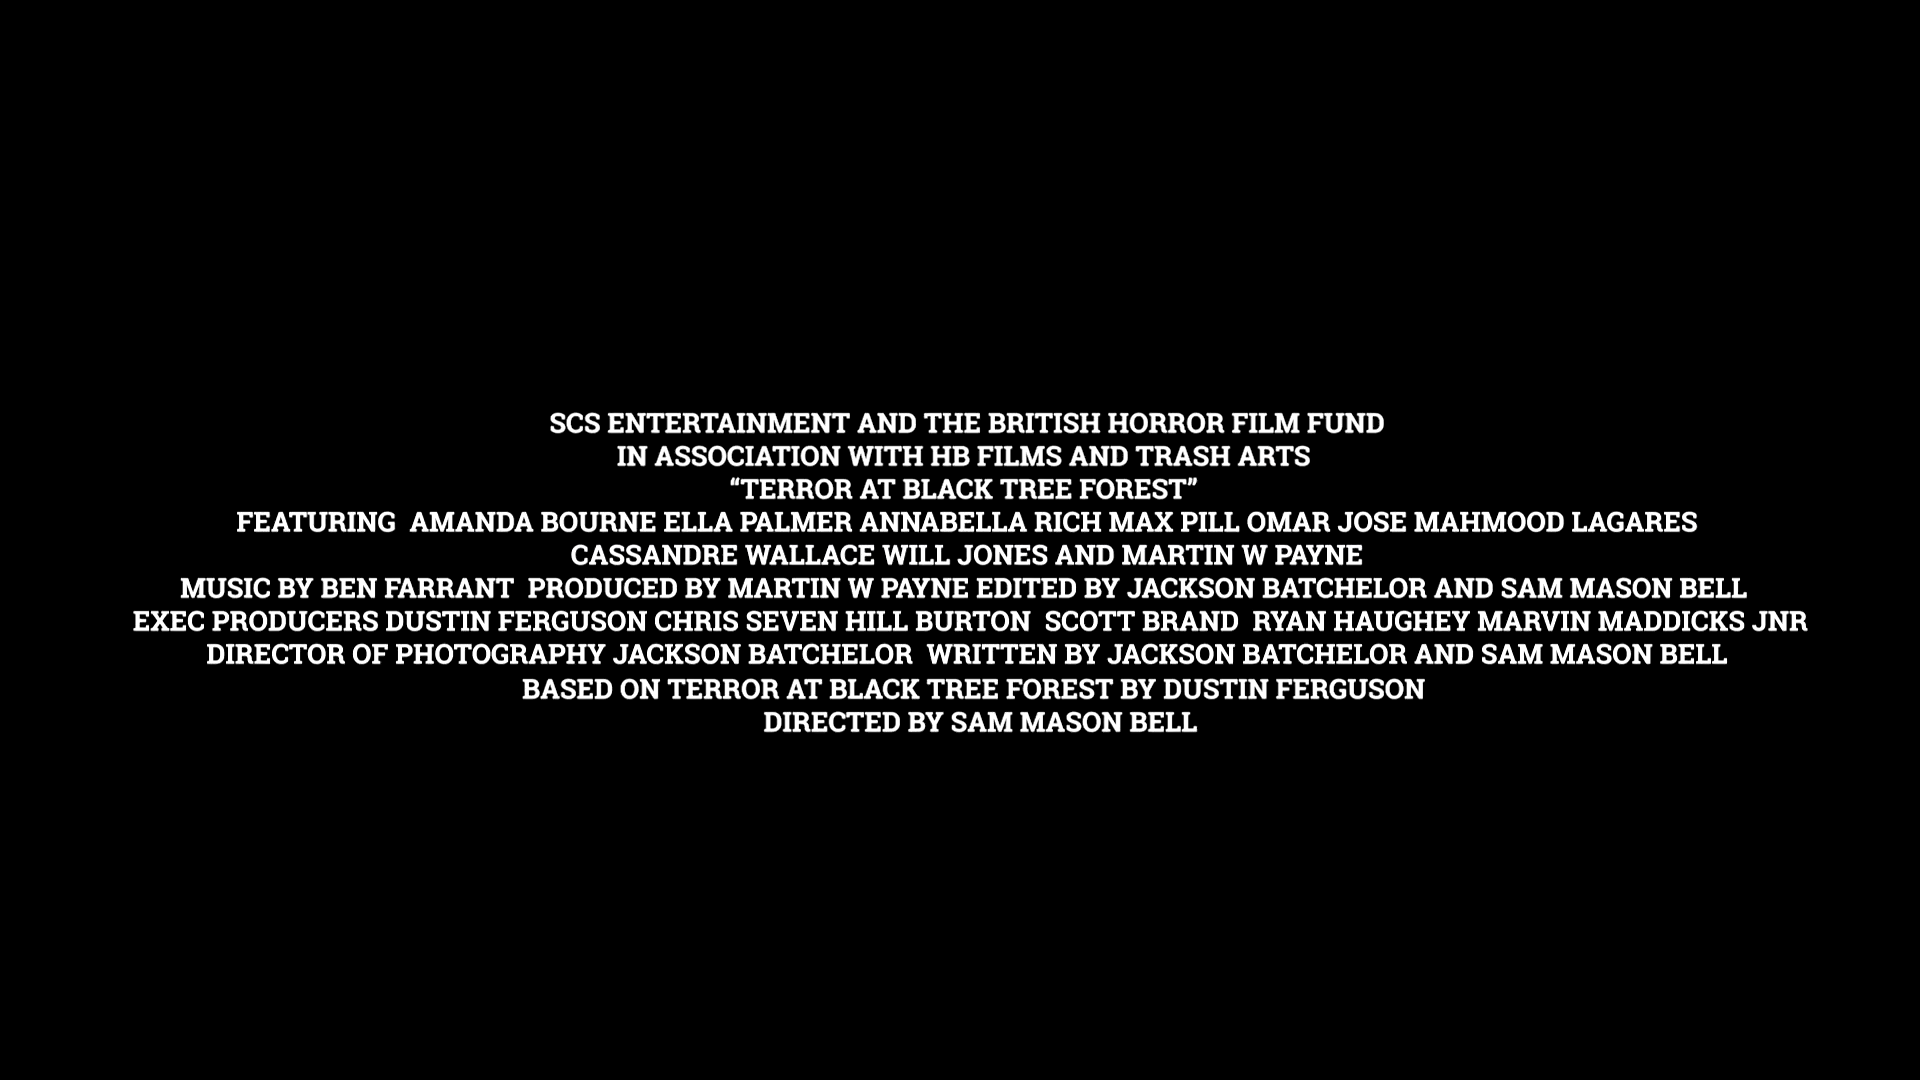 SCS ENTERTAINMENT AND THE BRITISH HORROR FILM FUND
IN ASSOCIATION WITH HB FILMS AND TRASH ARTS
“TERROR AT BLACK TREE FOREST”
FEATURING  AMANDA BOURNE ELLA PALMER ANNABELLA RICH MAX PILL OMAR JOSE MAHMOOD LAGARES
CASSANDRE WALLACE WILL JONES AND MARTIN W PAYNE
MUSIC BY BEN FARRANT  PRODUCED BY MARTIN W PAYNE EDITED BY JACKSON BATCHELOR AND SAM MASON BELL
EXEC PRODUCERS DUSTIN FERGUSON CHRIS SEVEN HILL BURTON  SCOTT BRAND  RYAN HAUGHEY MARVIN MADDICKS JNR
DIRECTOR OF PHOTOGRAPHY JACKSON BATCHELOR  WRITTEN BY JACKSON BATCHELOR AND SAM MASON BELL
BASED ON TERROR AT BLACK TREE FOREST BY DUSTIN FERGUSON
DIRECTED BY SAM MASON BELL